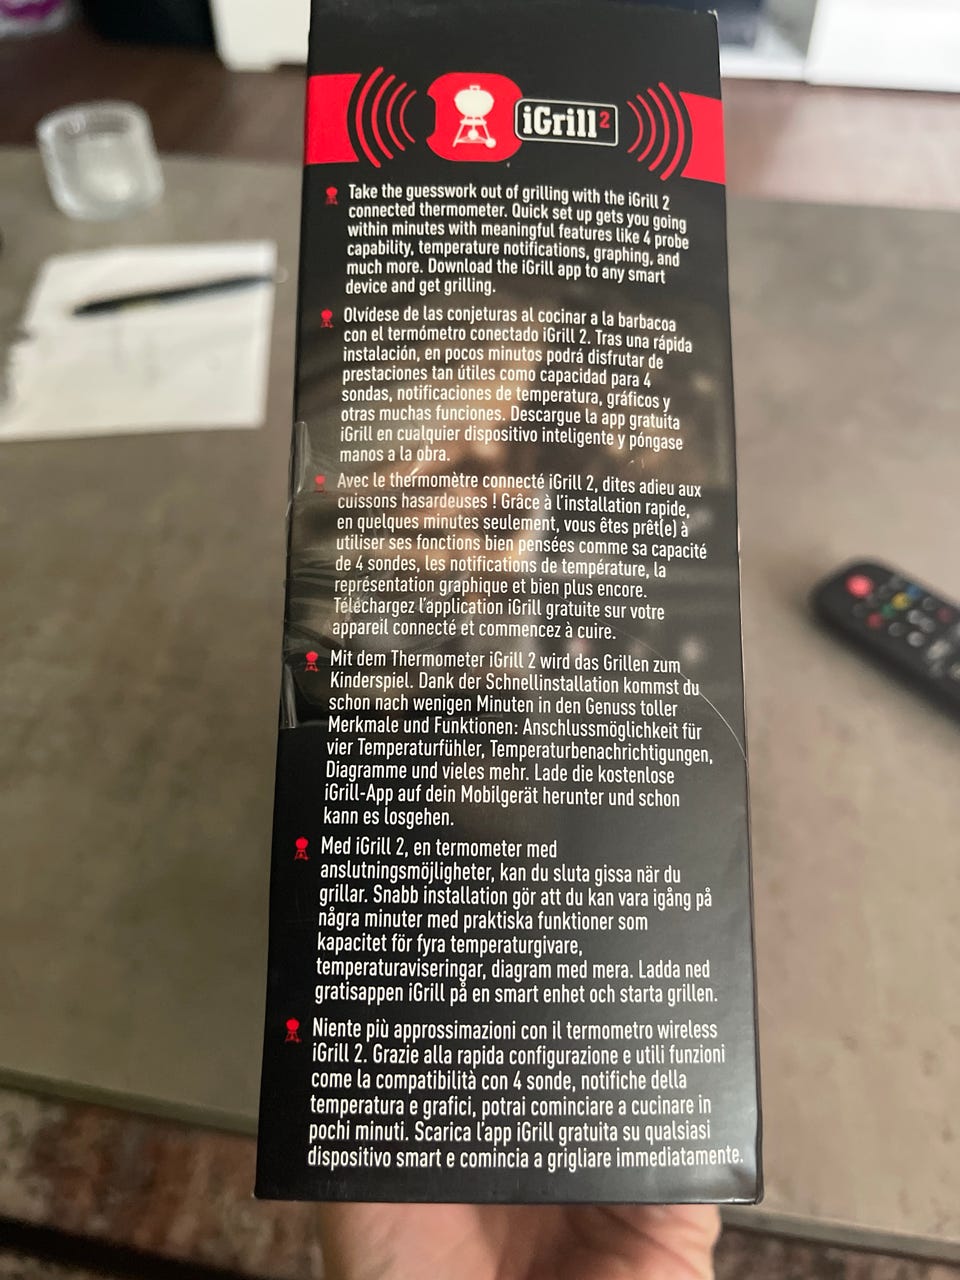 iGrill²
Take the guesswork out of grilling with the iGrill 2
connected thermometer. Quick set up gets you going
within minutes with meaningful features like 4 probe
capability, temperature notifications, graphing, and
much more. Download the iGrill app to any smart
device and get grilling.
Olvídese de las conjeturas al cocinar a la barbacoa
con el termómetro conectado iGrill 2. Tras una rápida
instalación, en pocos minutos podrá disfrutar de
prestaciones tan útiles como capacidad para 4
sondas, notificaciones de temperatura, gráficos y
otras muchas funciones. Descargue la app gratuita
iGrill en cualquier dispositivo inteligente y póngase
manos a la obra.
Avec le thermomètre connecté iGrill 2, dites adieu aux
cuissons hasardeuses ! Grâce à l'installation rapide,
en quelques minutes seulement, vous êtes prêt(e) à
utiliser ses fonctions bien pensées comme sa capacité
de 4 sondes, les notifications de température, la
représentation graphique et bien plus encore.
Téléchargez l'application iGrill gratuite sur votre
appareil connecté et commencez à cuire.
Mit dem Thermometer iGrill 2 wird das Grillen zum
Kinderspiel. Dank der Schnellinstallation kommst du
schon nach wenigen Minuten in den Genuss toller
Merkmale und Funktionen: Anschlussmöglichkeit für
vier Temperaturfühler, Temperaturbenachrichtigungen,
Diagramme und vieles mehr. Lade die kostenlose
iGrill-App auf dein Mobilgerät herunter und schon
kann es losgehen.
Med iGrill 2, en termometer med
anslutningsmöjligheter, kan du sluta gissa när du
grillar. Snabb installation gör att du kan vara igång på
några minuter med praktiska funktioner som
kapacitet för fyra temperaturgivare,
temperaturaviseringar, diagram med mera. Ladda ned
gratisappen iGrill på en smart enhet och starta grillen.
Niente più approssimazioni con il termometro wireless
iGrill 2. Grazie alla rapida configurazione e utili funzioni
come la compatibilità con 4 sonde, notifiche della
temperatura e grafici, potrai cominciare a cucinare in
pochi minuti. Scarica l'app iGrill gratuita su qualsiasi
dispositivo smart e comincia a grigliare immediatamente.